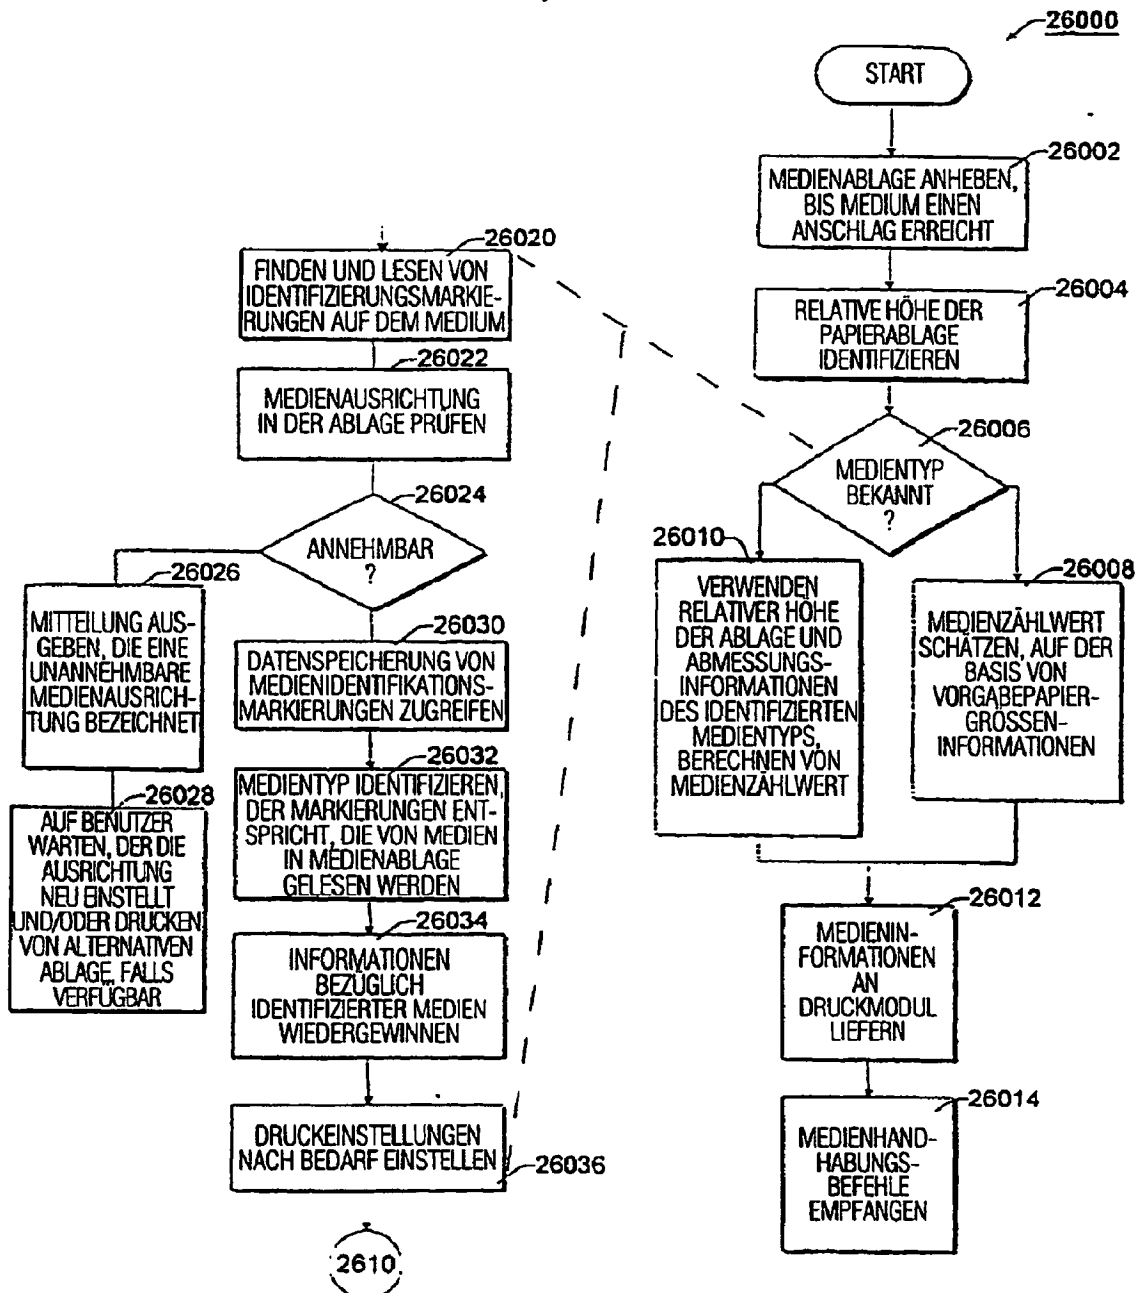 26000
START
26002
MEDIENABLAGE ANHEBEN,
BIS MEDIUM EINEN
ANSCHLAG ERREICHT
26004
RELATIVE HÖHE DER
PAPIERABLAGE
IDENTIFIZIEREN
26006
MEDIENTYP
BEKANNT
?
26010
VERWENDEN
RELATIVER HÖHE
DER ABLAGE UND
ABMESSUNGS-
INFORMATIONEN
DES IDENTIFIZIERTEN
MEDIENTYPS,
BERECHNEN VON
MEDIENZÄHLWERT
26008
MEDIENZÄHLWERT
SCHÄTZEN, AUF DER
BASIS VON
VORGABEPAPIER-
GRÖSSEN-
INFORMATIONEN
26012
MEDIENIN-
FORMATIONEN
AN
DRUCKMODUL
LIEFERN
26014
MEDIENHAND-
HABUNGS-
BEFEHLE
EMPFANGEN
26020
FINDEN UND LESEN VON
IDENTIFIZIERUNGSMARKIE-
RUNGEN AUF DEM MEDIUM
26022
MEDIENAUSRICHTUNG
IN DER ABLAGE PRÜFEN
26024
ANNEHMBAR
?
26026
MITTEILUNG AUS-
GEBEN, DIE EINE
UNANNEHMBARE
MEDIENAUSRICH-
TUNG BEZEICHNET
26028
AUF BENUTZER
WARTEN, DER DIE
AUSRICHTUNG
NEU EINSTELLT
UND/ODER DRUCKEN
VON ALTERNATIVEN
ABLAGE, FALLS
VERFÜGBAR
26030
DATENSPEICHERUNG VON
MEDIENIDENTIFIKATIONS-
MARKIERUNGEN ZUGREIFEN
26032
MEDIENTYP IDENTIFIZIEREN,
DER MARKIERUNGEN ENT-
SPRICHT, DIE VON MEDIEN
IN MEDIENABLAGE
GELESEN WERDEN
26034
INFORMATIONEN
BEZÜGLICH
IDENTIFIZIERTER MEDIEN
WIEDERGEWINNEN
DRUCKEINSTELLUNGEN
NACH BEDARF EINSTELLEN
26036
2610